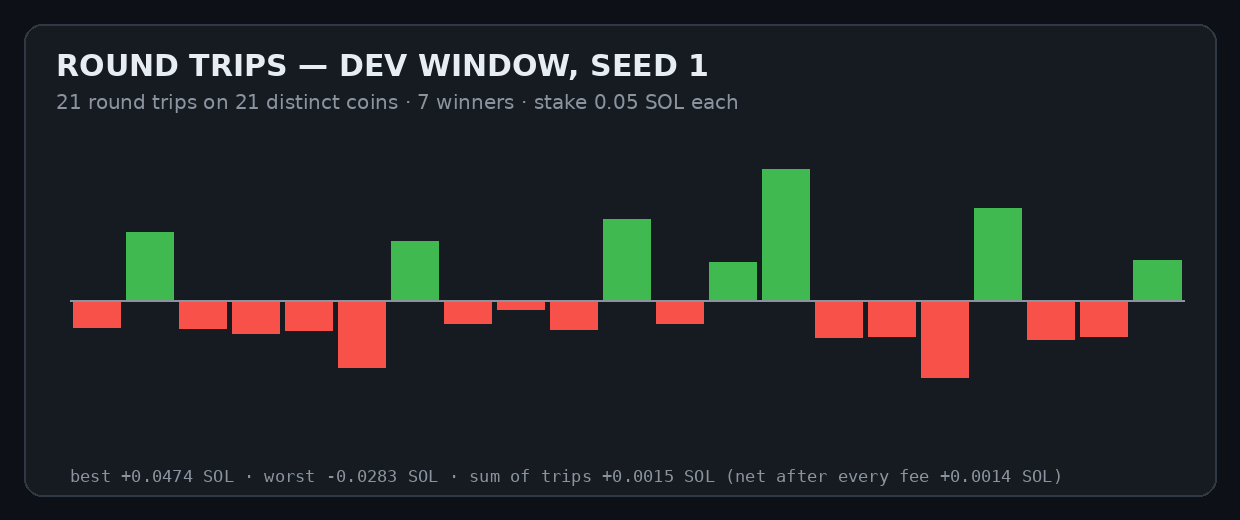 ROUND TRIPS — DEV WINDOW, SEED 1
21 round trips on 21 distinct coins · 7 winners · stake 0.05 SOL each
best +0.0474 SOL · worst -0.0283 SOL · sum of trips +0.0015 SOL (net after every fee +0.0014 SOL)